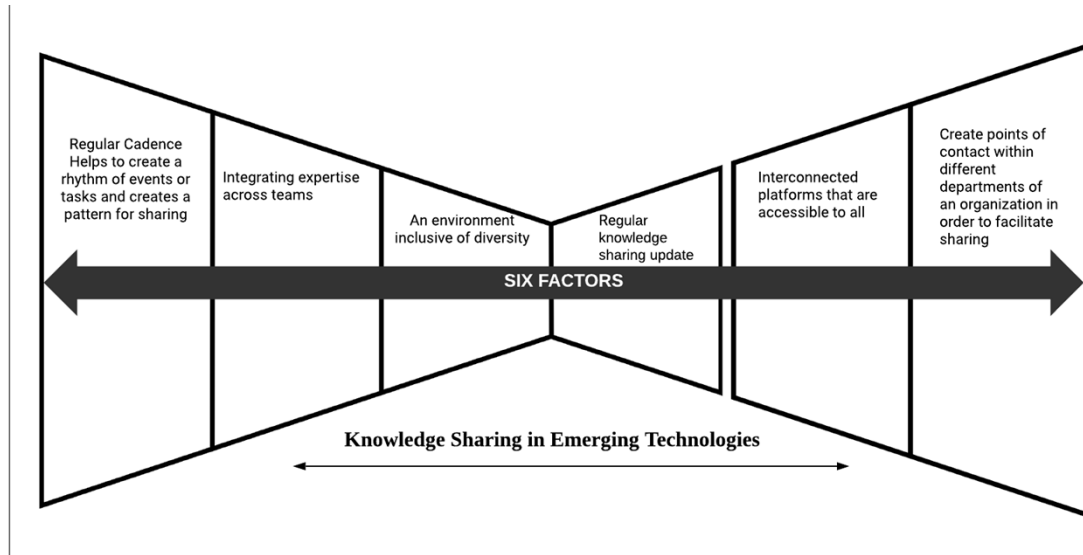 Regular Cadence
Helps to create a
rhythm of events or
tasks and creates a
pattern for sharing
Integrating expertise
across teams
An environment
inclusive of diversity
Regular
knowledge
sharing update
Interconnected
platforms that are
accessible to all
Create points of
contact within
different
departments of
an organization in
order to facilitate
sharing
SIX FACTORS
Knowledge Sharing in Emerging Technologies